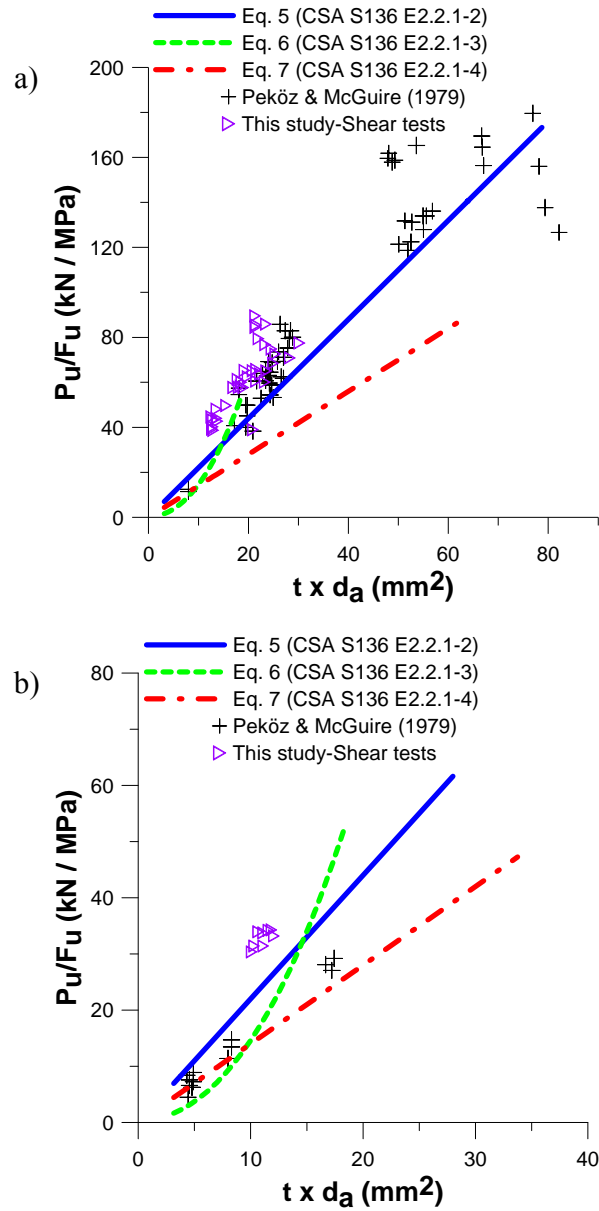 a)
Eq. 5 (CSA S136 E2.2.1-2)
Eq. 6 (CSA S136 E2.2.1-3)
Eq. 7 (CSA S136 E2.2.1-4)
Peköz & McGuire (1979)
This study-Shear tests
Pu/Fu (kN / MPa)
200
160
120
80
40
0
0 20 40 60 80
t x da (mm2)
b)
Eq. 5 (CSA S136 E2.2.1-2)
Eq. 6 (CSA S136 E2.2.1-3)
Eq. 7 (CSA S136 E2.2.1-4)
Peköz & McGuire (1979)
This study-Shear tests
Pu/Fu (kN / MPa)
80
60
40
20
0
0 10 20 30 40
t x da (mm2)